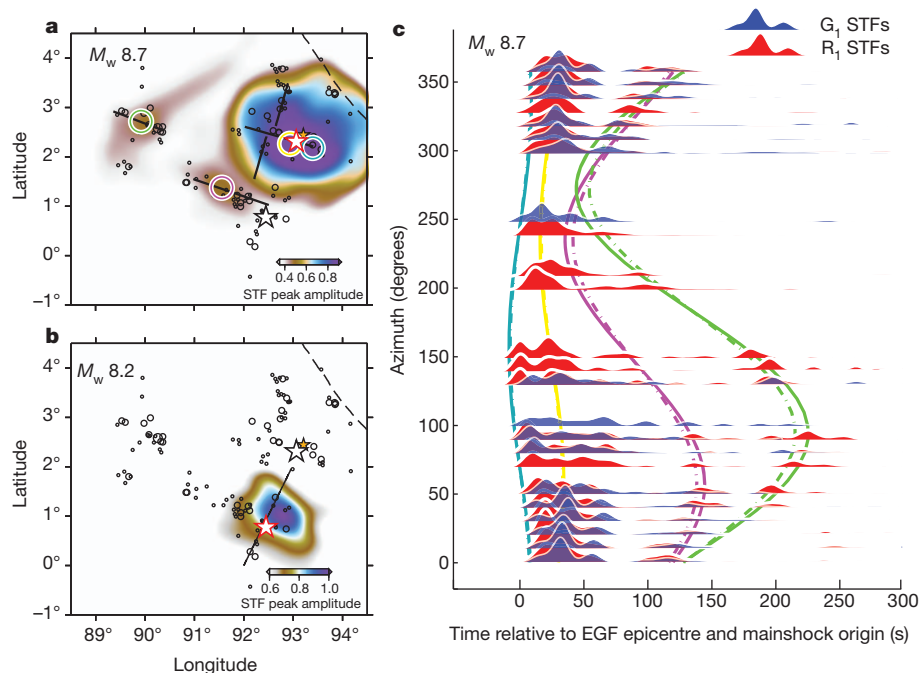 a
M_w 8.7
4°
3°
2°
1°
0°
−1°
Latitude
0.4 0.6 0.8
STF peak amplitude
b
M_w 8.2
4°
3°
2°
1°
0°
−1°
Latitude
0.6 0.8 1.0
STF peak amplitude
89° 90° 91° 92° 93° 94°
Longitude
c
M_w 8.7
G₁ STFs
R₁ STFs
350
300
250
200
150
100
50
0
Azimuth (degrees)
0 50 100 150 200 250 300
Time relative to EGF epicentre and mainshock origin (s)